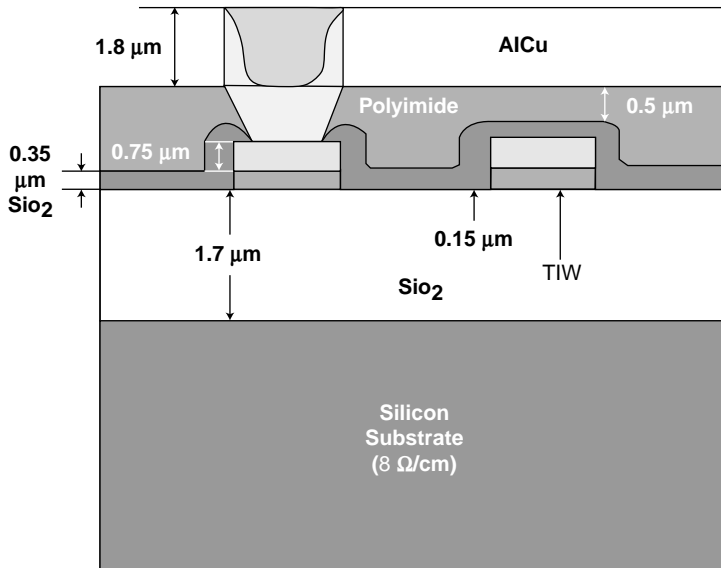 1.8 μm
AlCu
Polyimide
0.5 μm
0.35
μm
Sio2
0.75 μm
1.7 μm
0.15 μm
TIW
Sio2
Silicon
Substrate
(8 Ω/cm)